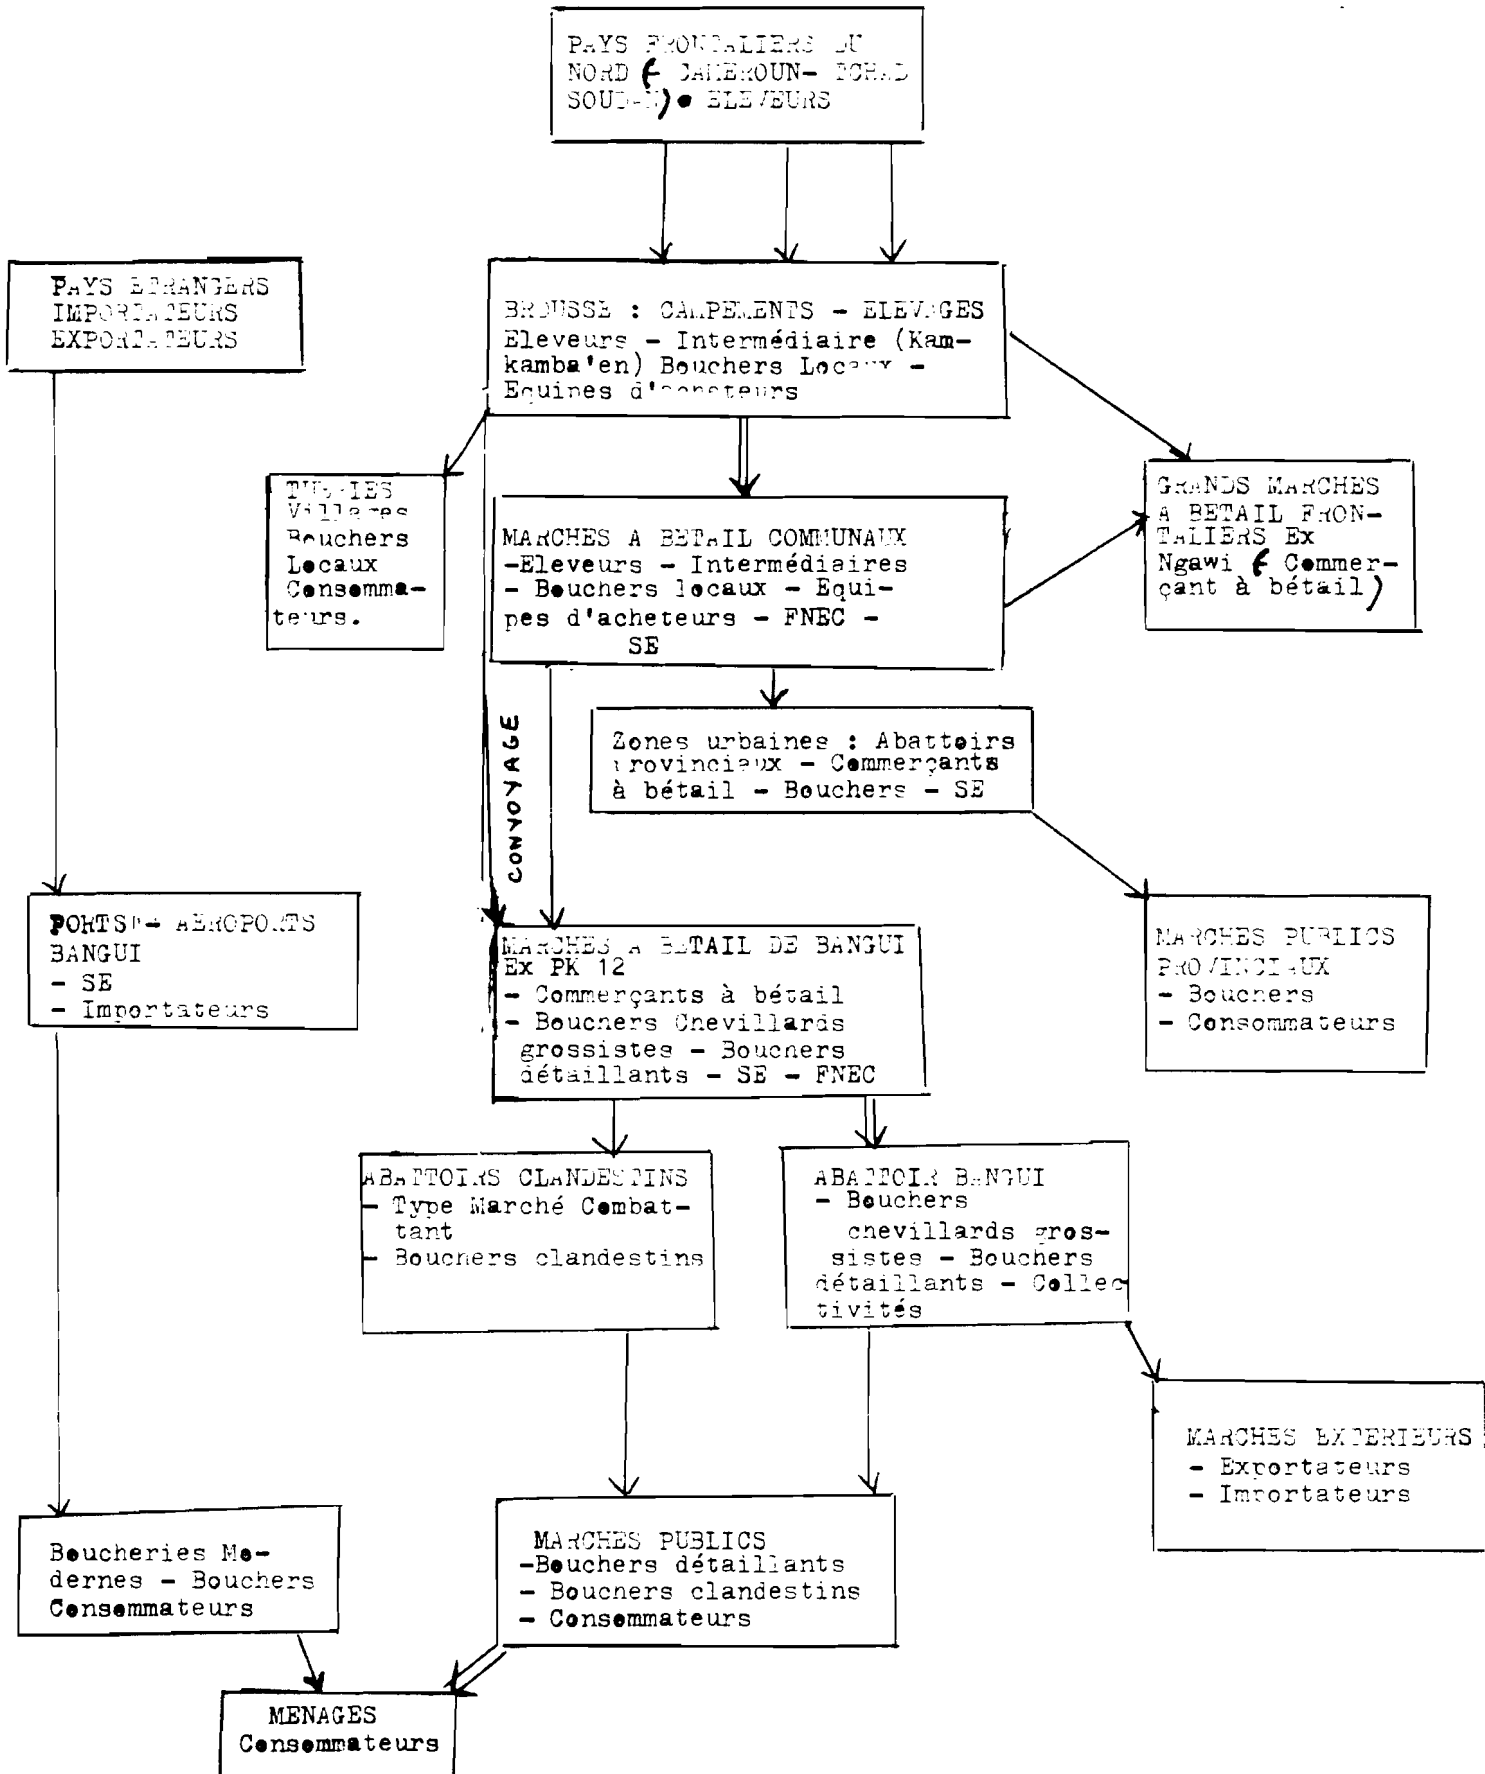 PAYS FRONTALIERS DU
NORD ( CAMEROUN- TCHAD
SOUDAN)• ELEVEURS
PAYS ETRANGERS
IMPORTATEURS
EXPORTATEURS
BROUSSE : CAMPEMENTS - ELEVAGES
Eleveurs - Intermédiaire (Kam-
kamba'en) Bouchers Locaux -
Equipes d'acheteurs
TUERIES
Villages
Bouchers
Locaux
Consomma-
teurs.
MARCHES A BETAIL COMMUNAUX
-Eleveurs - Intermédiaires
- Bouchers locaux - Equi-
pes d'acheteurs - FNEC -
SE
GRANDS MARCHES
A BETAIL FRON-
TALIERS Ex
Ngawi ( Commer-
çant à bétail)
CONVOYAGE
Zones urbaines : Abattoirs
provinciaux - Commerçants
à bétail - Bouchers - SE
PORTS - AEROPORTS
BANGUI
- SE
- Importateurs
MARCHES A BETAIL DE BANGUI
Ex PK 12
- Commerçants à bétail
- Bouchers Chevillards
grossistes - Bouchers
détaillants - SE - FNEC
MARCHES PUBLICS
PROVINCIAUX
- Bouchers
- Consommateurs
ABATTOIRS CLANDESTINS
- Type Marché Combat-
tant
- Bouchers clandestins
ABATTOIR BANGUI
- Bouchers
chevillards gros-
sistes - Bouchers
détaillants - Collec
tivités
MARCHES EXTERIEURS
- Exportateurs
- Importateurs
Boucheries Mo-
dernes - Bouchers
Consommateurs
MARCHES PUBLICS
-Bouchers détaillants
- Bouchers clandestins
- Consommateurs
MENAGES
Consommateurs